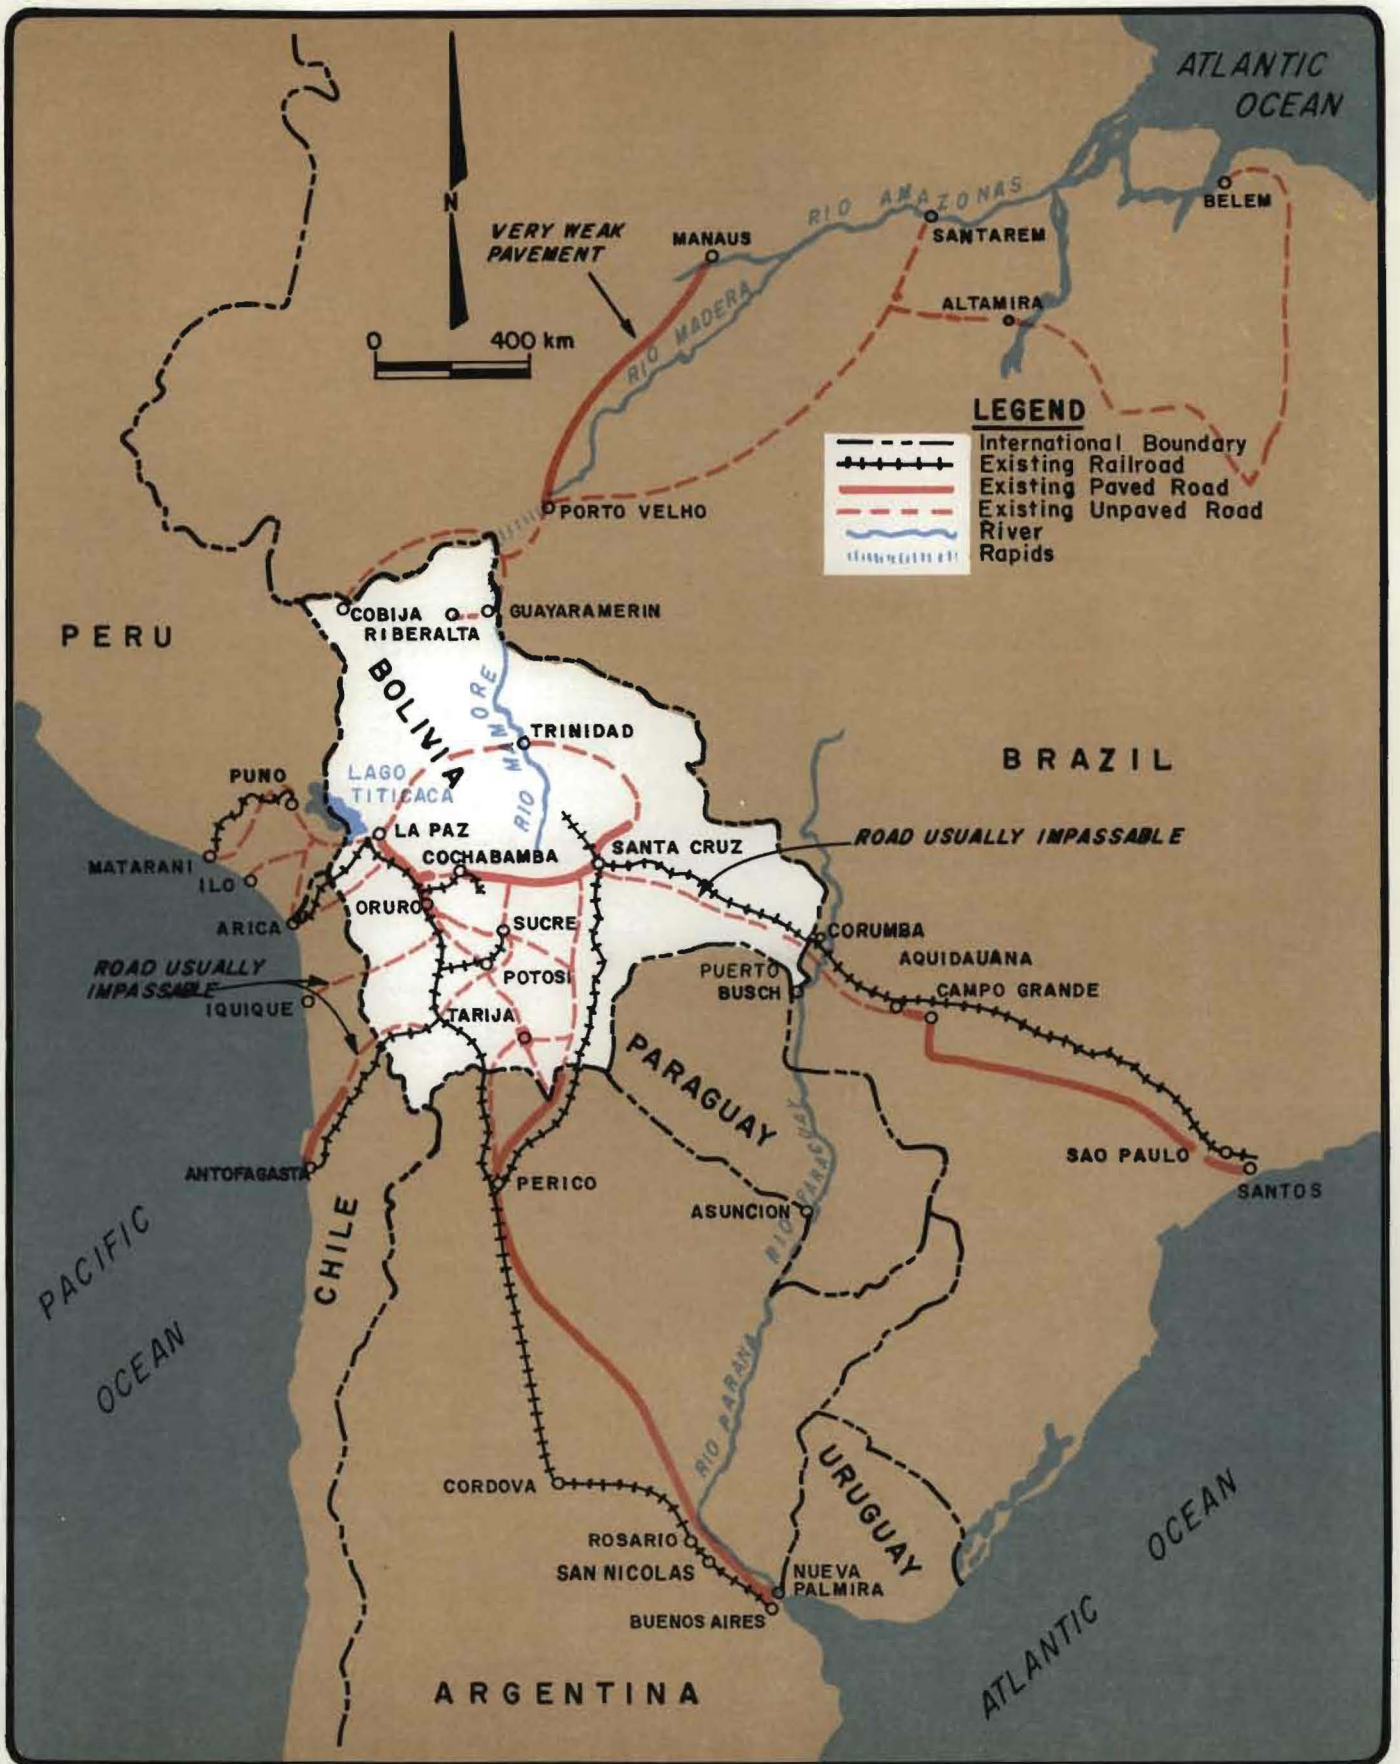 ATLANTIC
OCEAN
N
VERY WEAK
PAVEMENT
MANAUS
RIO AMAZONAS
SANTAREM
BELEM
0 400 km
RIO MADERA
ALTAMIRA
LEGEND
International Boundary
Existing Railroad
Existing Paved Road
Existing Unpaved Road
River
Rapids
PORTO VELHO
PERU
COBIJA
RIBERALTA
GUAYARAMERIN
BOLIVIA
RIO MAMORE
TRINIDAD
BRAZIL
PUNO
LAGO
TITICACA
LA PAZ
COCHABAMBA
SANTA CRUZ
ROAD USUALLY IMPASSABLE
MATARANI
ILO
ARICA
ORURO
SUCRE
CORUMBA
AQUIDAUANA
ROAD USUALLY
IMPASSABLE
IQUIQUE
POTOSI
PUERTO
BUSCH
CAMPO GRANDE
TARIJA
PARAGUAY
ANTOFAGASTA
PERICO
SAO PAULO
SANTOS
ASUNCION
RIO PARAGUAY
PACIFIC
OCEAN
CHILE
RIO PARANA
CORDOVA
URUGUAY
ROSARIO
SAN NICOLAS
NUEVA
PALMIRA
BUENOS AIRES
ATLANTIC
OCEAN
ARGENTINA